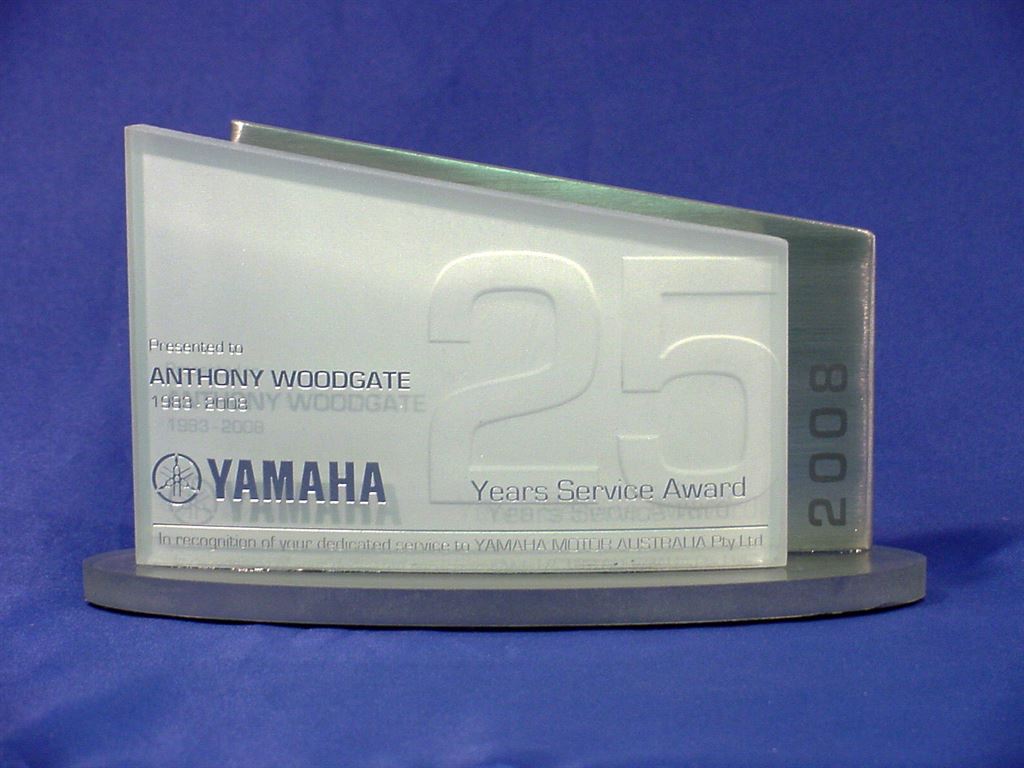 Presented to
ANTHONY WOODGATE
1983 - 2008
YAMAHA
25
Years Service Award
In recognition of your dedicated service to YAMAHA MOTOR AUSTRALIA Pty Ltd
2008